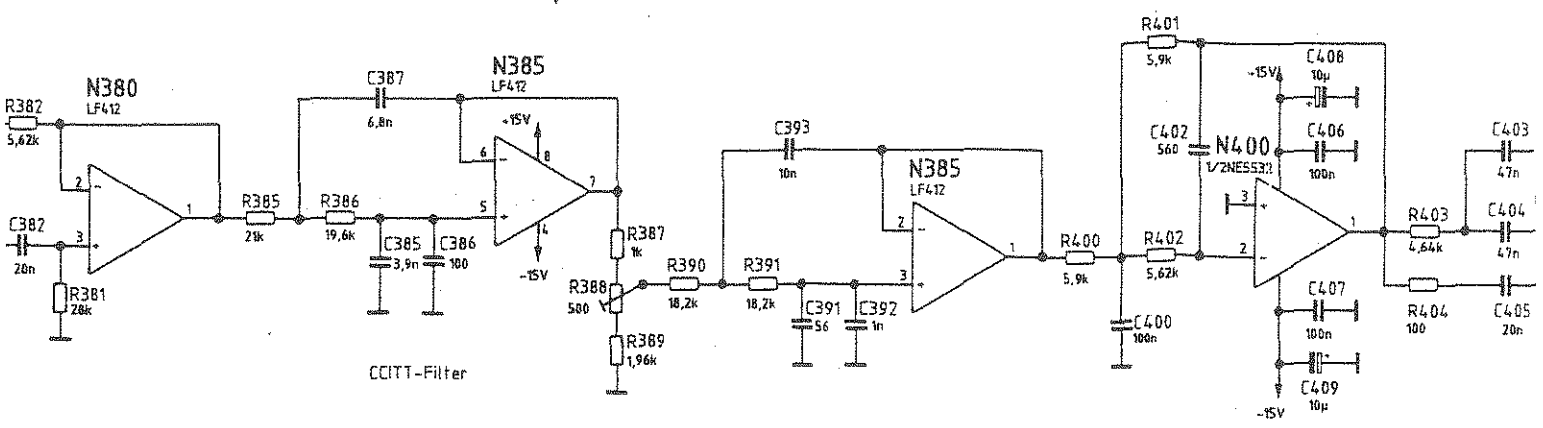 R382
5,62k
N380
LF412
2
3
1
C382
20n
R381
28k
R385
21k
R386
19,6k
C387
6,8n
N385
LF412
+15V
8
6
5
7
4
-15V
C385
3,9n
C386
100
R387
1k
R388
500
R389
1,96k
CCITT-Filter
R390
18,2k
R391
18,2k
C393
10n
C391
56
C392
1n
N385
LF412
2
3
1
R400
5,9k
C400
100n
R401
5,9k
R402
5,62k
C402
560
N400
1/2NE5532
3
2
1
-15V
C408
10µ
+
C406
100n
C407
100n
C409
10µ
-15V
R403
4,64k
R404
100
C403
47n
C404
47n
C405
20n